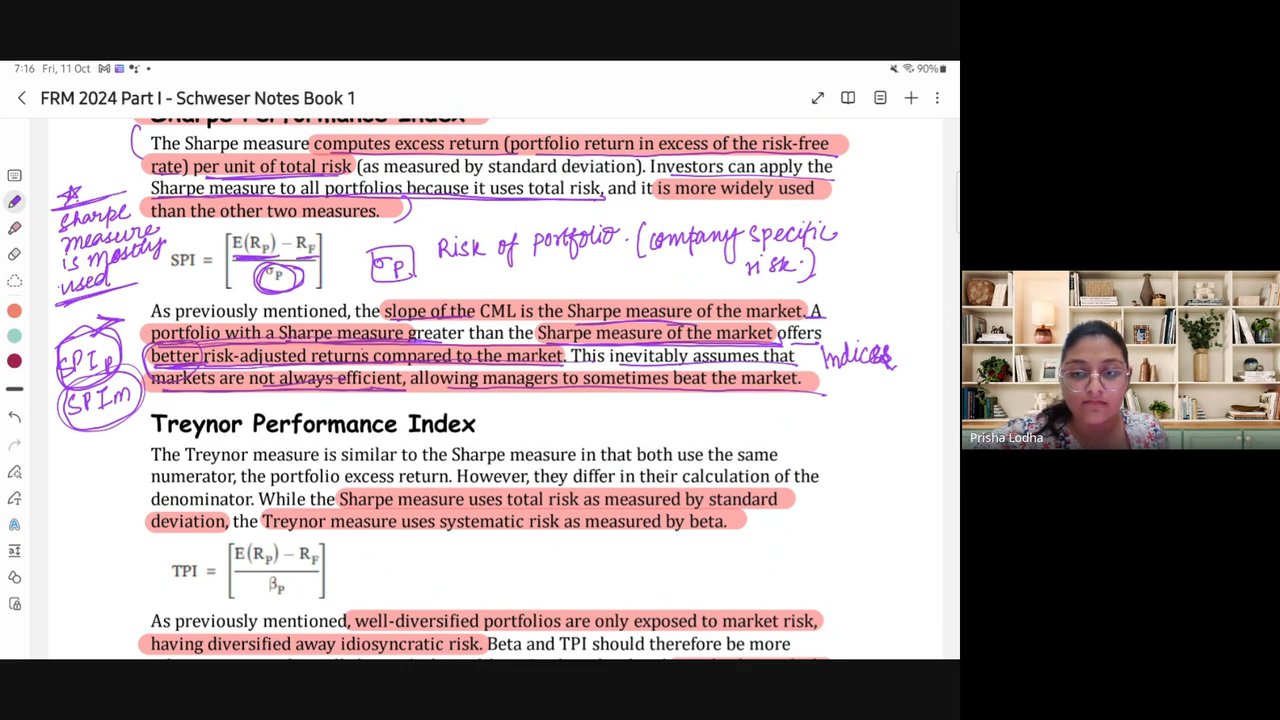 7:16 Fri, 11 Oct
90%
FRM 2024 Part I - Schweser Notes Book 1
Sharpe Performance Index
The Sharpe measure computes excess return (portfolio return in excess of the risk-free
rate) per unit of total risk (as measured by standard deviation). Investors can apply the
Sharpe measure to all portfolios because it uses total risk, and it is more widely used
than the other two measures.
Sharpe
measure
is mostly
used
SPI = [E(RP) − RF / σP]
σP
Risk of portfolio. (company specific
risk.)
As previously mentioned, the slope of the CML is the Sharpe measure of the market. A
portfolio with a Sharpe measure greater than the Sharpe measure of the market offers
better risk-adjusted returns compared to the market. This inevitably assumes that
markets are not always efficient, allowing managers to sometimes beat the market.
SPIp
SPIm
Indices
Treynor Performance Index
The Treynor measure is similar to the Sharpe measure in that both use the same
numerator, the portfolio excess return. However, they differ in their calculation of the
denominator. While the Sharpe measure uses total risk as measured by standard
deviation, the Treynor measure uses systematic risk as measured by beta.
TPI = [E(RP) − RF / βP]
As previously mentioned, well-diversified portfolios are only exposed to market risk,
having diversified away idiosyncratic risk. Beta and TPI should therefore be more
Prisha Lodha